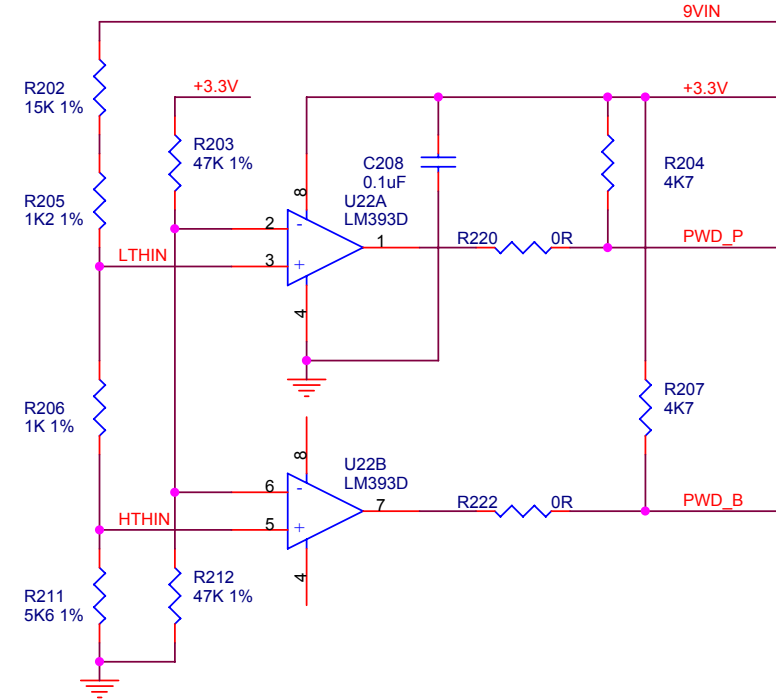 9VIN
R202
15K 1%
+3.3V
+3.3V
R203
47K 1%
C208
0.1uF
R204
4K7
R205
1K2 1%
8
U22A
LM393D
2
-
1
R220
0R
PWD_P
LTHIN
3
+
4
R206
1K 1%
R207
4K7
8
U22B
LM393D
6
-
7
R222
0R
PWD_B
HTHIN
5
+
4
R211
5K6 1%
R212
47K 1%